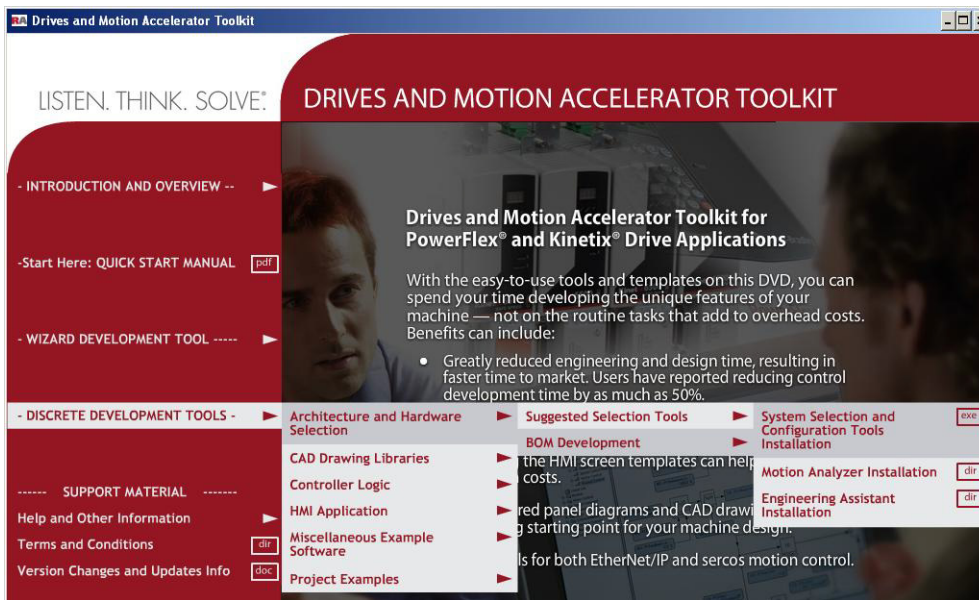 RA Drives and Motion Accelerator Toolkit
LISTEN. THINK. SOLVE.®
DRIVES AND MOTION ACCELERATOR TOOLKIT
- INTRODUCTION AND OVERVIEW --
-Start Here: QUICK START MANUAL pdf
- WIZARD DEVELOPMENT TOOL -----
- DISCRETE DEVELOPMENT TOOLS -
------ SUPPORT MATERIAL -------
Help and Other Information
Terms and Conditions dir
Version Changes and Updates Info doc
Drives and Motion Accelerator Toolkit for
PowerFlex® and Kinetix® Drive Applications
With the easy-to-use tools and templates on this DVD, you can
spend your time developing the unique features of your
machine — not on the routine tasks that add to overhead costs.
Benefits can include:
• Greatly reduced engineering and design time, resulting in
faster time to market. Users have reported reducing control
development time by as much as 50%.
Architecture and Hardware
Selection
CAD Drawing Libraries
Controller Logic
HMI Application
Miscellaneous Example
Software
Project Examples
Suggested Selection Tools
BOM Development
System Selection and
Configuration Tools
Installation exe
Motion Analyzer Installation dir
Engineering Assistant
Installation dir
the HMI screen templates can help
costs.
red panel diagrams and CAD drawi
starting point for your machine design.
ls for both EtherNet/IP and sercos motion control.